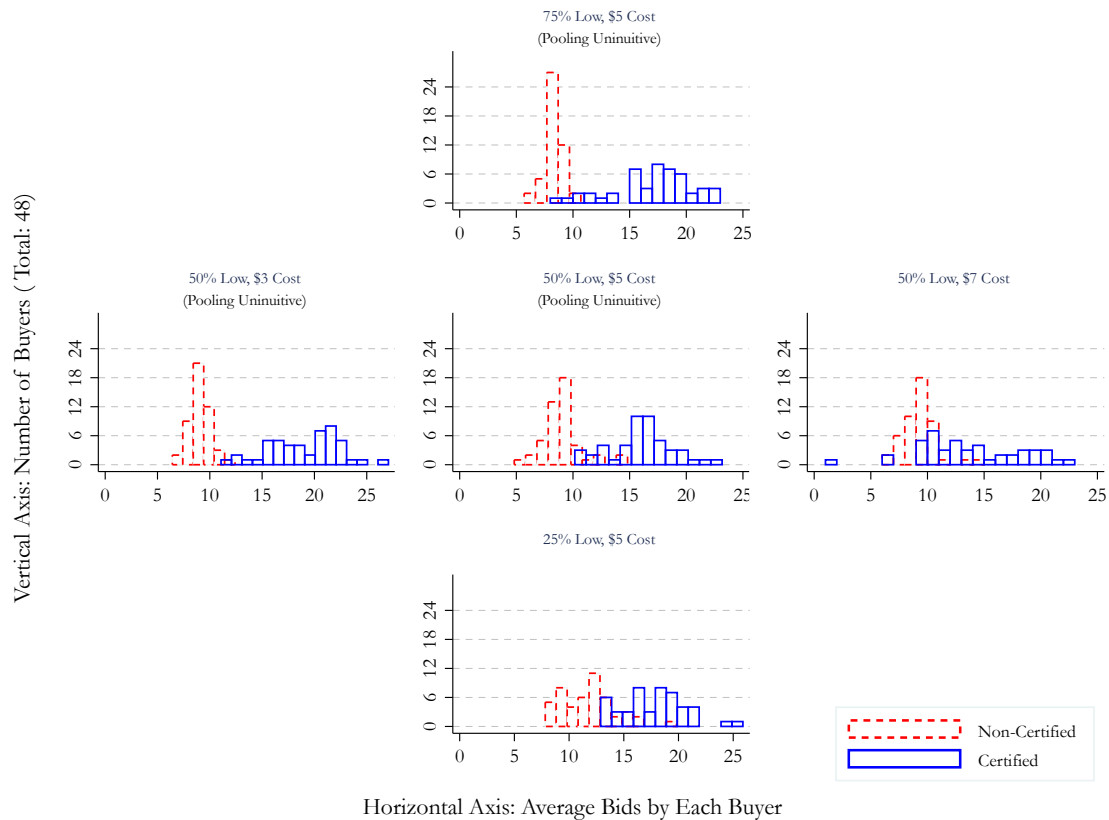 75% Low, $5 Cost
(Pooling Uninuitive)
24
18
12
6
0
0 5 10 15 20 25
Vertical Axis: Number of Buyers ( Total: 48)
50% Low, $3 Cost
(Pooling Uninuitive)
24
18
12
6
0
0 5 10 15 20 25
50% Low, $5 Cost
(Pooling Uninuitive)
24
18
12
6
0
0 5 10 15 20 25
50% Low, $7 Cost
24
18
12
6
0
0 5 10 15 20 25
25% Low, $5 Cost
24
18
12
6
0
0 5 10 15 20 25
Non-Certified
Certified
Horizontal Axis: Average Bids by Each Buyer